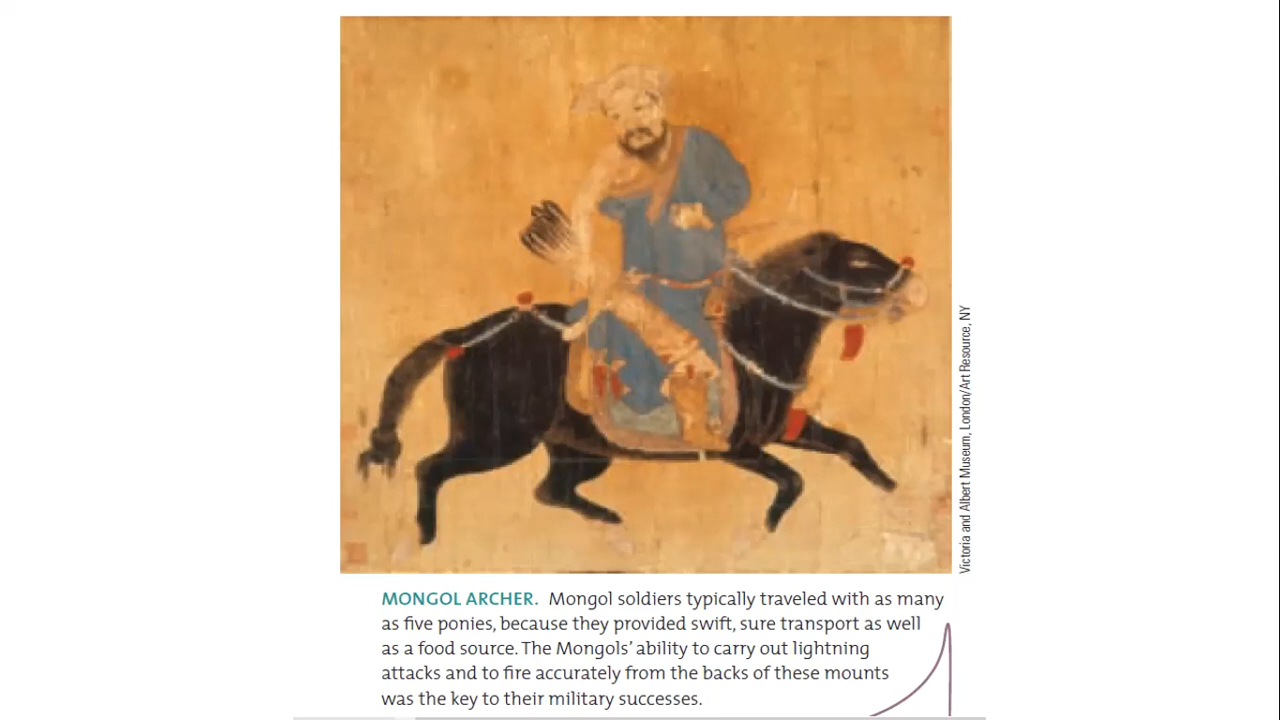 Victoria and Albert Museum, London/Art Resource, NY
MONGOL ARCHER. Mongol soldiers typically traveled with as many
as five ponies, because they provided swift, sure transport as well
as a food source. The Mongols' ability to carry out lightning
attacks and to fire accurately from the backs of these mounts
was the key to their military successes.